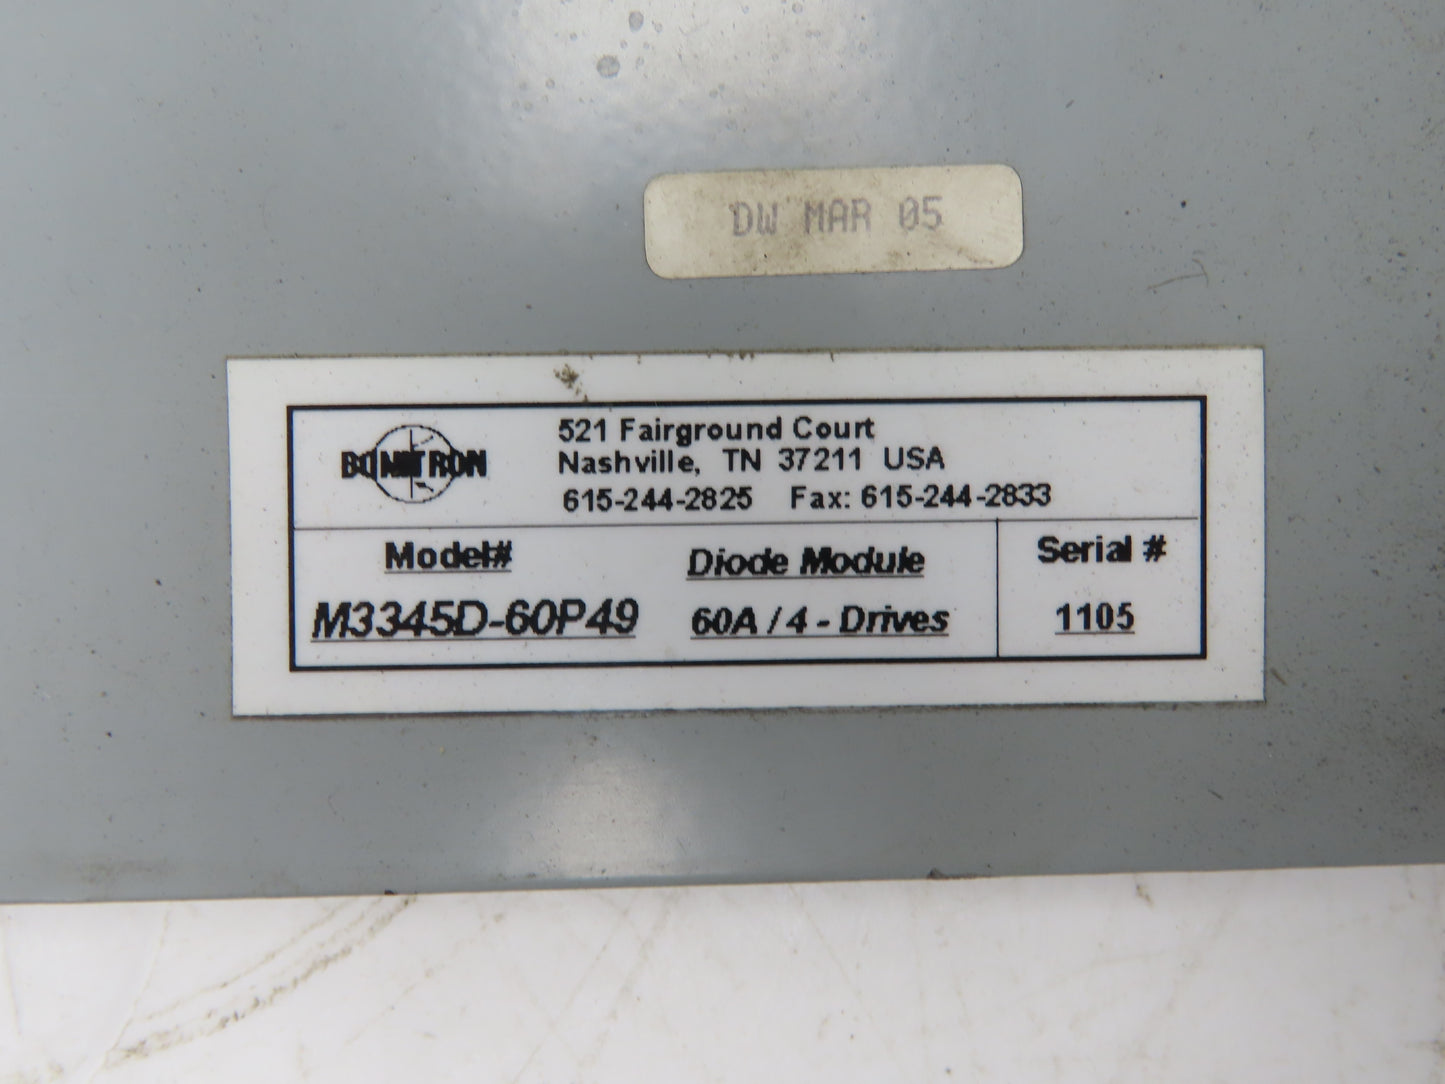 DW MAR 05
BONITRON
521 Fairground Court
Nashville, TN 37211 USA
615-244-2825 Fax: 615-244-2833
Model# Diode Module Serial #
M3345D-60P49 60A / 4 - Drives 1105